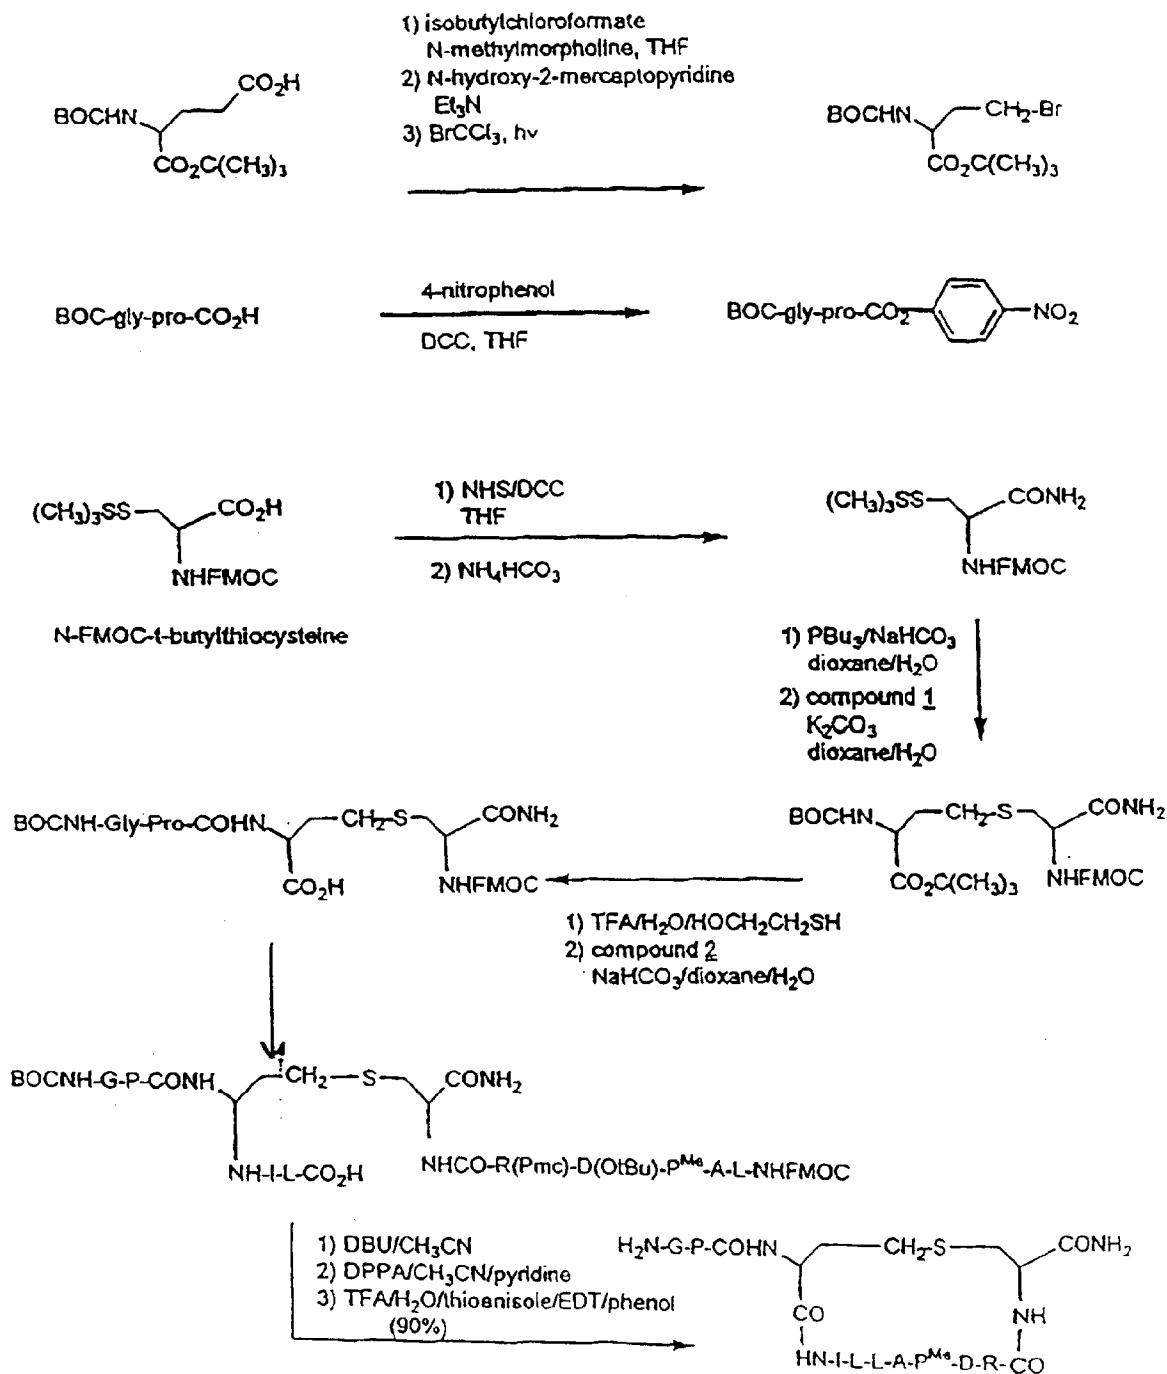 1) isobutylchloroformate
N-methylmorpholine, THF
2) N-hydroxy-2-mercaptopyridine
Et₃N
3) BrCCl₃, hv
BOCHN
CO₂H
CO₂C(CH₃)₃
BOCHN
CH₂-Br
CO₂C(CH₃)₃
BOC-gly-pro-CO₂H
4-nitrophenol
DCC, THF
BOC-gly-pro-CO₂
NO₂
(CH₃)₃SS
CO₂H
NHFMOC
N-FMOC-t-butylthiocysteine
1) NHS/DCC
THF
2) NH₄HCO₃
(CH₃)₃SS
CONH₂
NHFMOC
1) PBu₃/NaHCO₃
dioxane/H₂O
2) compound 1
K₂CO₃
dioxane/H₂O
BOCNH-Gly-Pro-COHN
CH₂-S
CONH₂
CO₂H
NHFMOC
BOCHN
CH₂-S
CONH₂
CO₂C(CH₃)₃
NHFMOC
1) TFA/H₂O/HOCH₂CH₂SH
2) compound 2
NaHCO₃/dioxane/H₂O
BOCNH-G-P-CONH
CH₂-S
CONH₂
NH-I-L-CO₂H
NHCO-R(Pmc)-D(OtBu)-Pᴹᵉ-A-L-NHFMOC
1) DBU/CH₃CN
2) DPPA/CH₃CN/pyridine
3) TFA/H₂O/thioanisole/EDT/phenol
(90%)
H₂N-G-P-COHN
CH₂-S
CONH₂
CO
NH
HN-I-L-L-A-Pᴹᵉ-D-R-CO